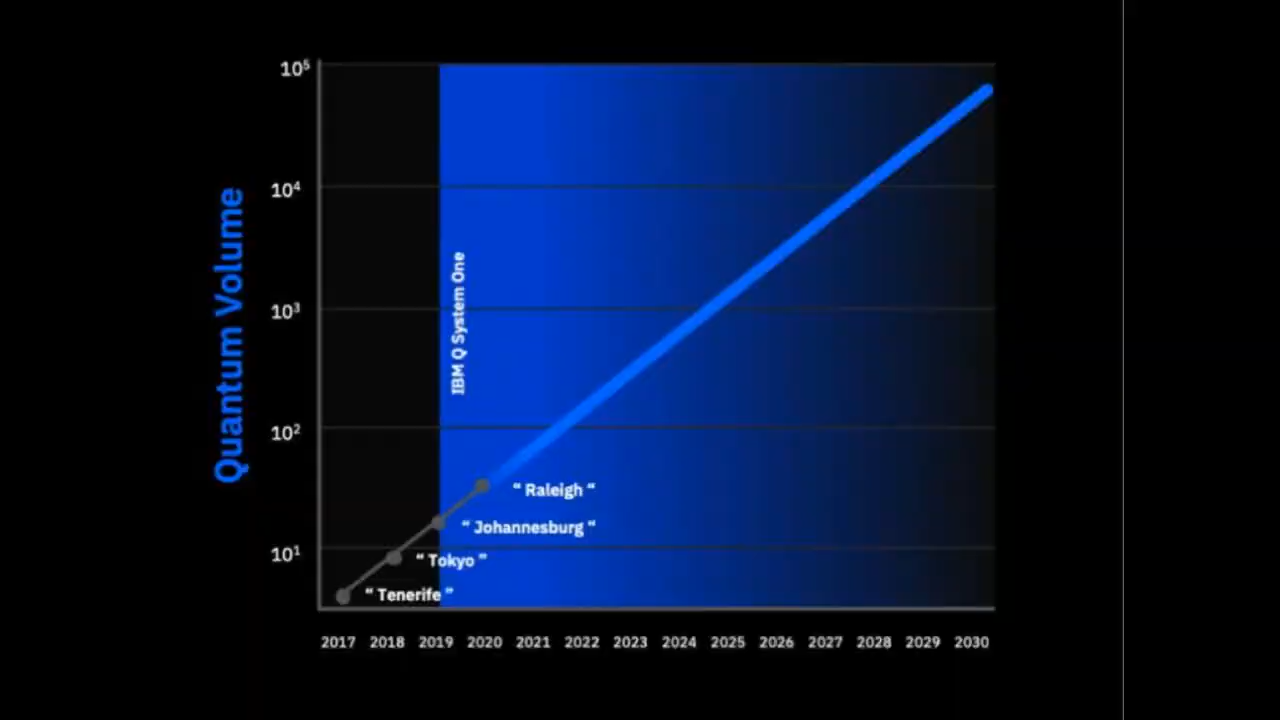 10⁵
10⁴
10³
10²
10¹
Quantum Volume
IBM Q System One
“ Raleigh “
“ Johannesburg “
“ Tokyo ”
“ Tenerife ”
2017 2018 2019 2020 2021 2022 2023 2024 2025 2026 2027 2028 2029 2030